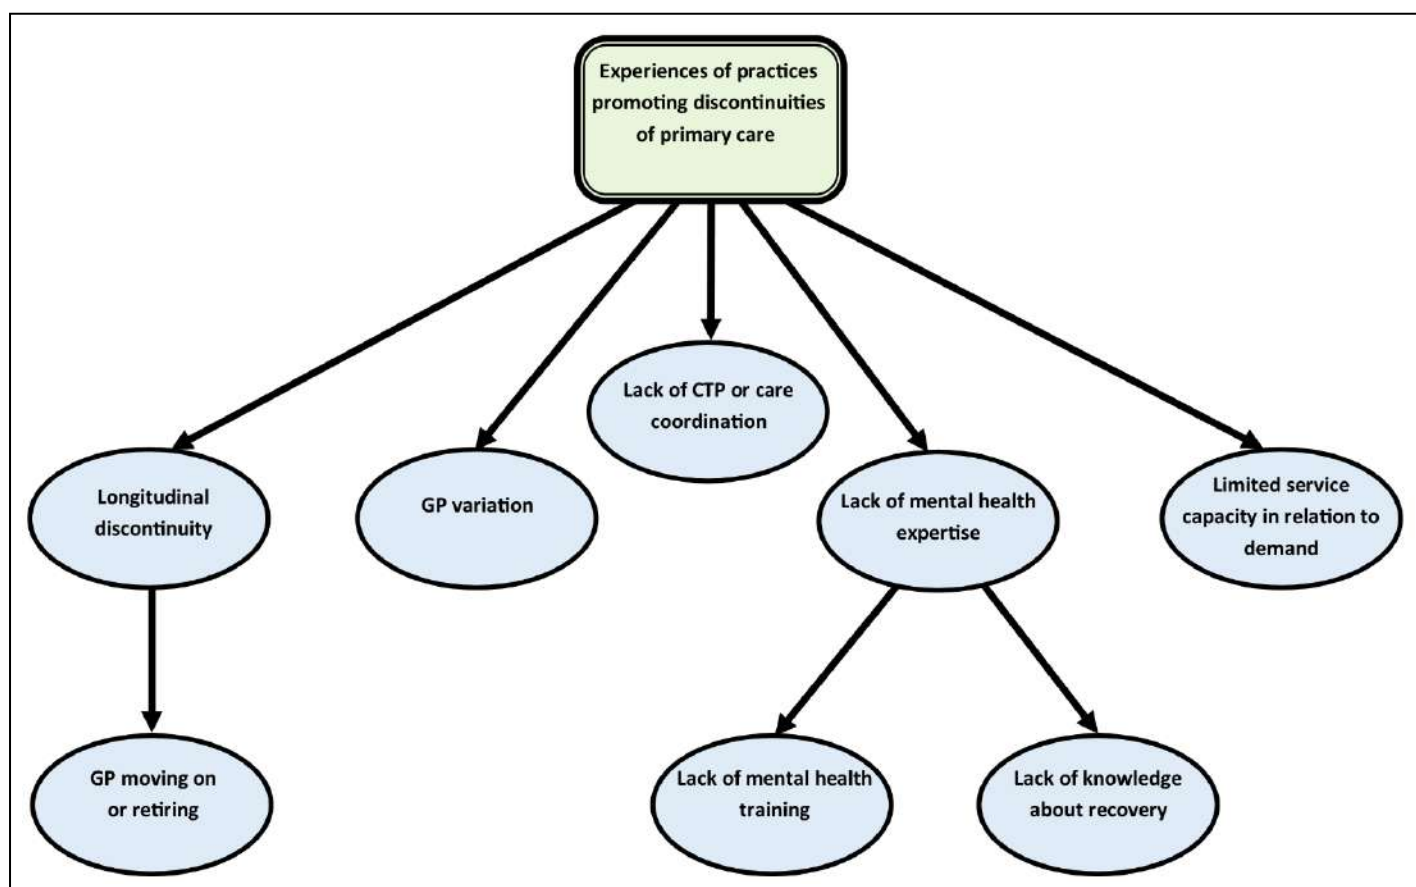 Experiences of practices
promoting discontinuities
of primary care
Lack of CTP or care
coordination
Longitudinal
discontinuity
GP variation
Lack of mental health
expertise
Limited service
capacity in relation to
demand
GP moving on
or retiring
Lack of mental health
training
Lack of knowledge
about recovery